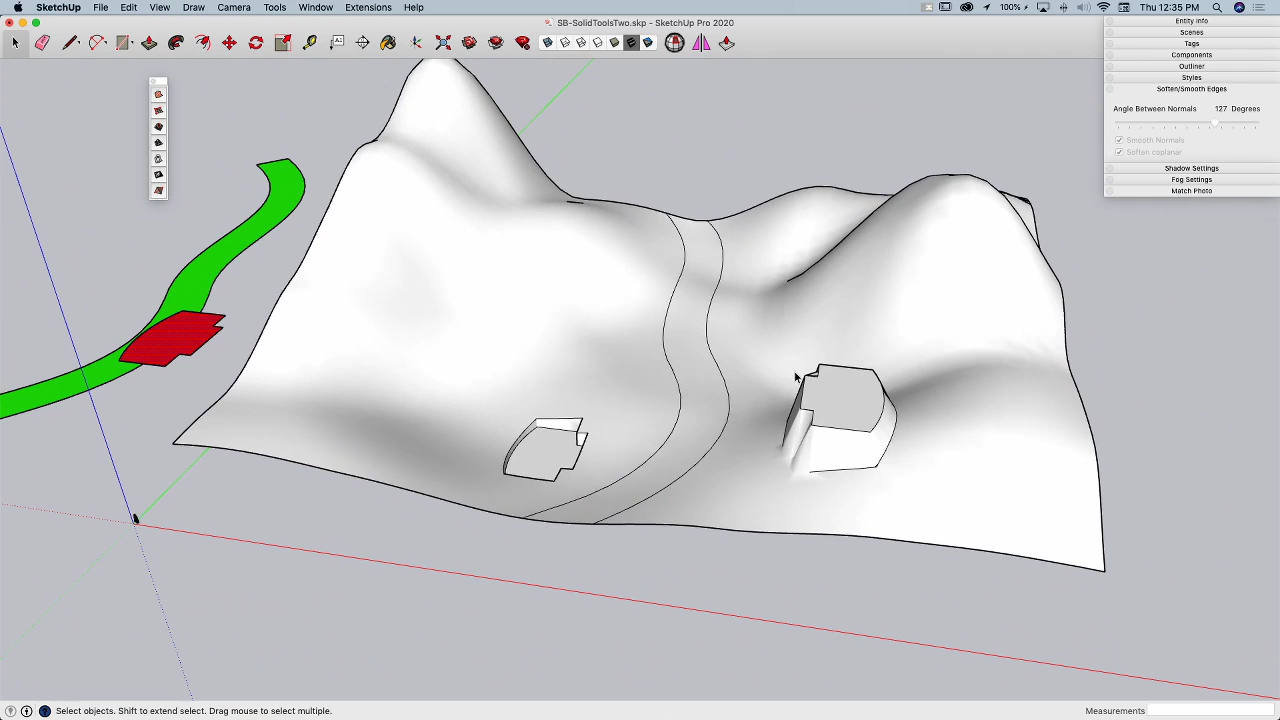 SketchUp File Edit View Draw Camera Tools Window Extensions Help 100% Thu 12:35 PM
SB-SolidToolsTwo.skp - SketchUp Pro 2020
Entity Info
Scenes
Tags
Components
Outliner
Styles
Soften/Smooth Edges
Angle Between Normals 127 Degrees
Smooth Normals
Soften coplanar
Shadow Settings
Fog Settings
Match Photo
Select objects. Shift to extend select. Drag mouse to select multiple.
Measurements